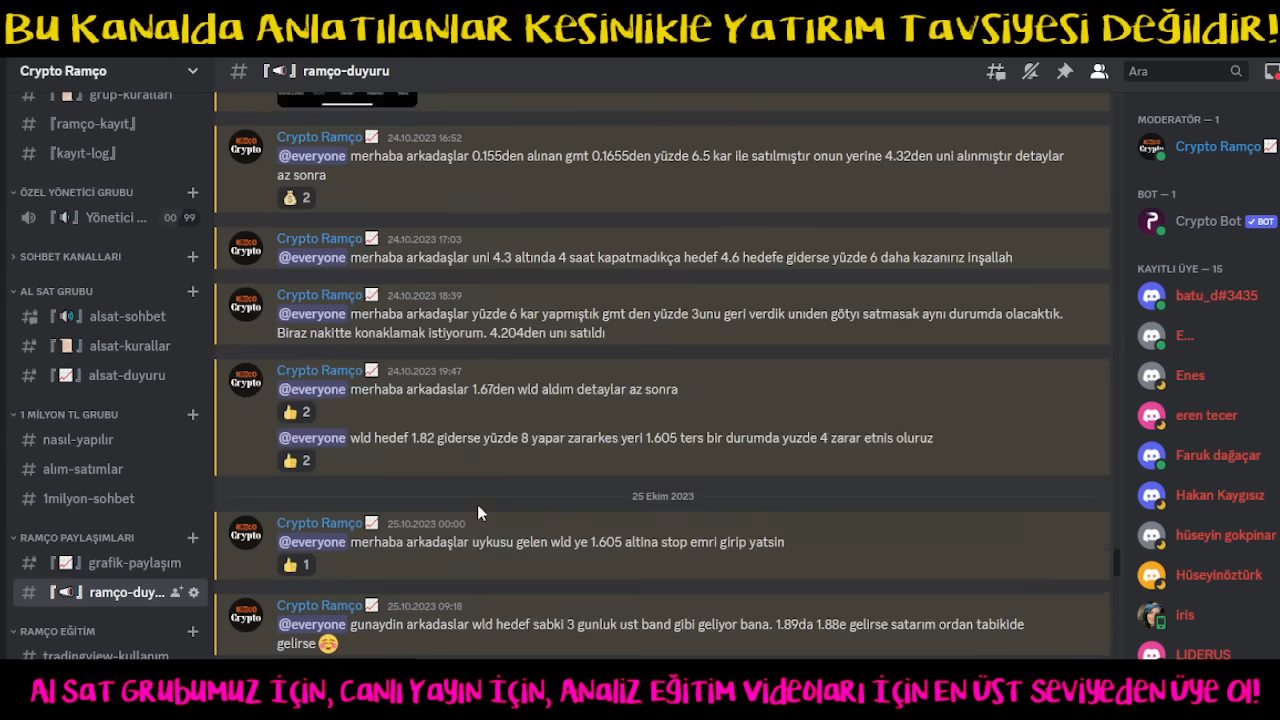 Bu Kanalda Anlatılanlar Kesinlikle Yatırım Tavsiyesi Değildir!
Crypto Ramço
grup-kuralları
『ramço-kayıt』
『kayıt-log』
ÖZEL YÖNETİCİ GRUBU
Yönetici ... 00 99
SOHBET KANALLARI
AL SAT GRUBU
alsat-sohbet
alsat-kurallar
alsat-duyuru
1 MİLYON TL GRUBU
nasıl-yapılır
alım-satımlar
1milyon-sohbet
RAMÇO PAYLAŞIMLARI
grafik-paylaşım
ramço-duy...
RAMÇO EĞİTİM
tradingview-kullanım
# 『📢』 ramço-duyuru
Ara
Crypto Ramço📈 24.10.2023 16:52
@everyone merhaba arkadaşlar 0.155den alınan gmt 0.1655den yüzde 6.5 kar ile satılmıştır onun yerine 4.32den uni alınmıştır detaylar
az sonra
💰 2
Crypto Ramço📈 24.10.2023 17:03
@everyone merhaba arkadaşlar uni 4.3 altında 4 saat kapatmadıkça hedef 4.6 hedefe giderse yüzde 6 daha kazanırız inşallah
Crypto Ramço📈 24.10.2023 18:39
@everyone merhaba arkadaşlar yüzde 6 kar yapmıştık gmt den yüzde 3unu geri verdik unıden götyı satmasak aynı durumda olacaktık.
Biraz nakitte konaklamak istiyorum. 4.204den unı satıldı
Crypto Ramço📈 24.10.2023 19:47
@everyone merhaba arkadaslar 1.67den wld aldım detaylar az sonra
👍 2
@everyone wld hedef 1.82 giderse yüzde 8 yapar zararkes yeri 1.605 ters bir durumda yuzde 4 zarar etnis oluruz
👍 2
25 Ekim 2023
Crypto Ramço📈 25.10.2023 00:00
@everyone merhaba arkadaşlar uykusu gelen wld ye 1.605 altina stop emri girip yatsin
👍 1
Crypto Ramço📈 25.10.2023 09:18
@everyone gunaydin arkadaslar wld hedef sabki 3 gunluk ust band gibi geliyor bana. 1.89da 1.88e gelirse satarım ordan tabikide
gelirse ☺️
MODERATÖR — 1
Crypto Ramço📈
BOT — 1
Crypto Bot ✓ BOT
KAYITLI ÜYE — 15
batu_d#3435
E...
Enes
eren tecer
Faruk dağaçar
Hakan Kaygısız
hüseyin gokpinar
Hüseyinöztürk
iris
LIDERUS
Al Sat Grubumuz İçin, Canlı Yayın İçin, Analiz Eğitim Videoları İçin En Üst Seviyeden Üye Ol!